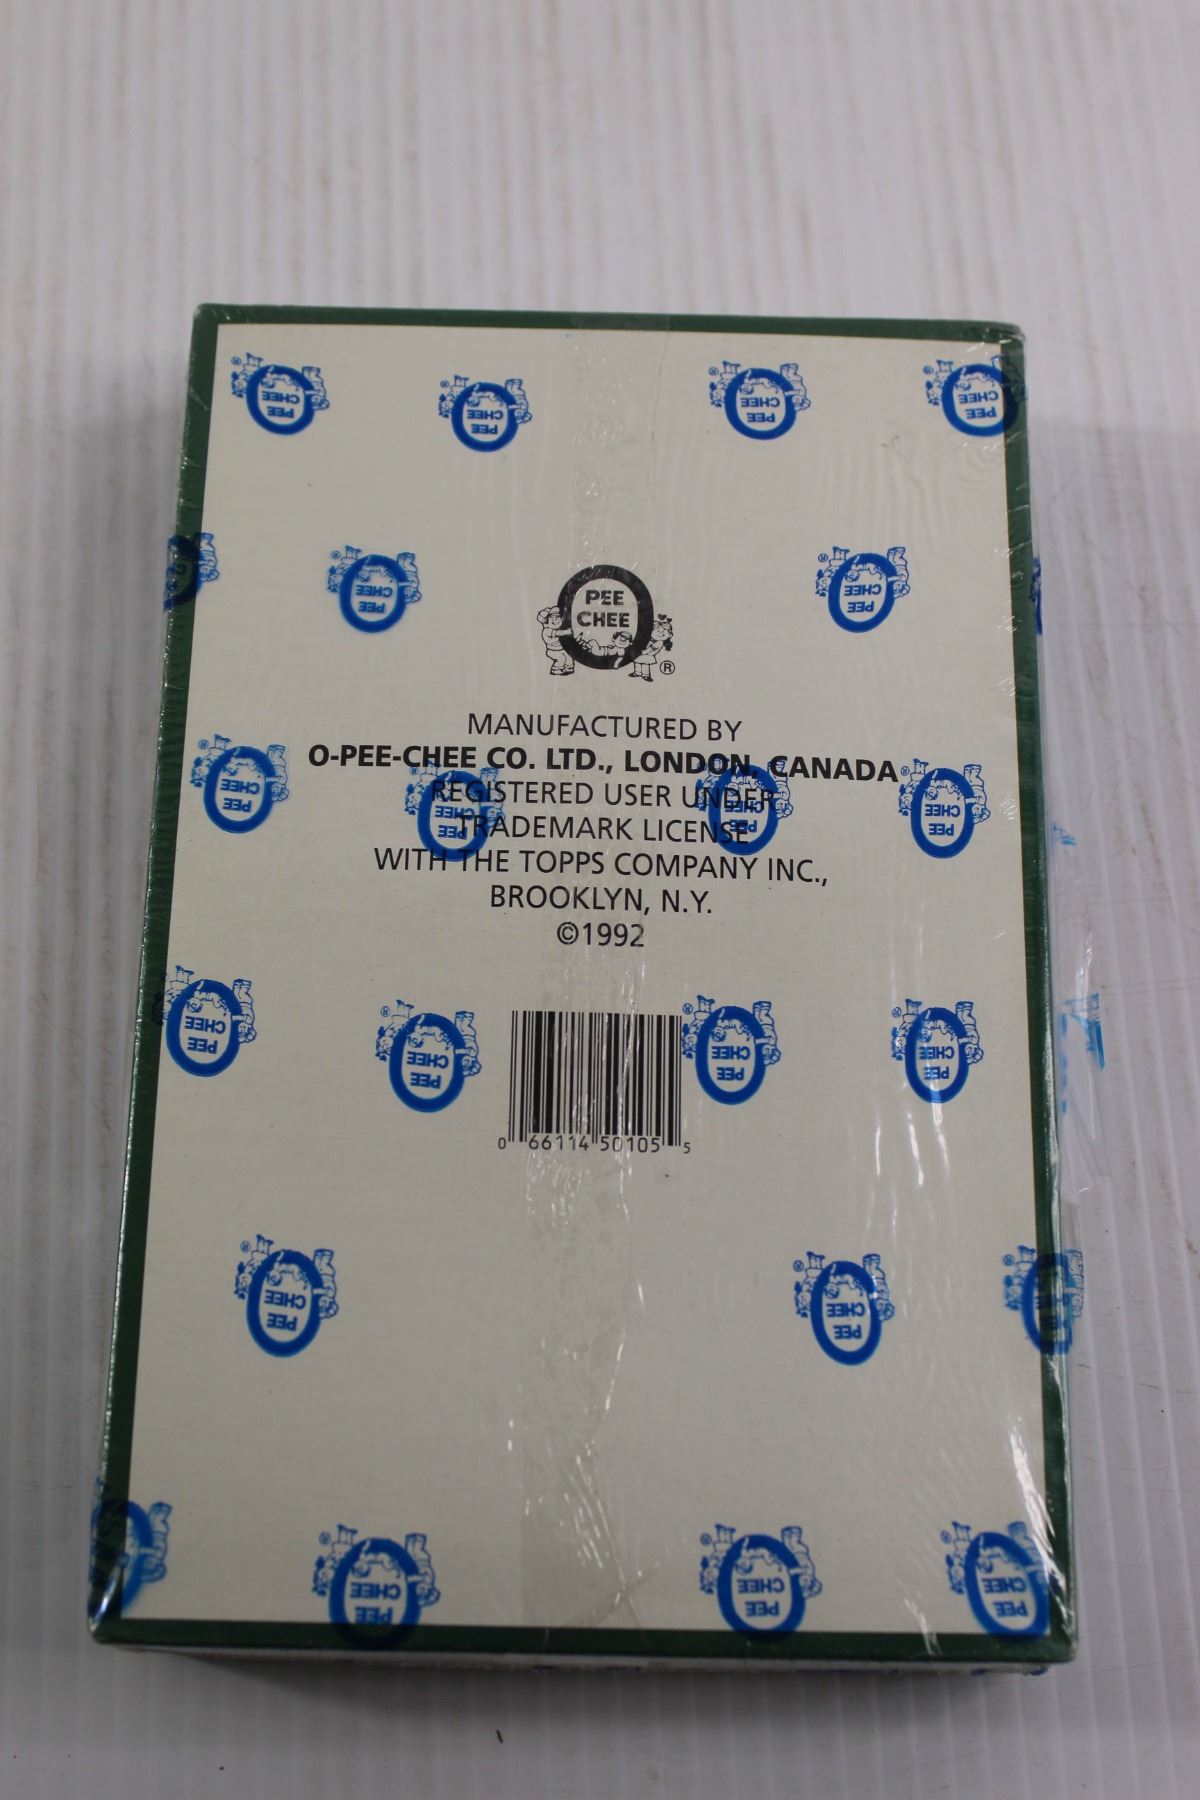 PEE
CHEE
®
MANUFACTURED BY
O-PEE-CHEE CO. LTD., LONDON, CANADA
REGISTERED USER UNDER
TRADEMARK LICENSE
WITH THE TOPPS COMPANY INC.,
BROOKLYN, N.Y.
©1992
0 66114 50105 5